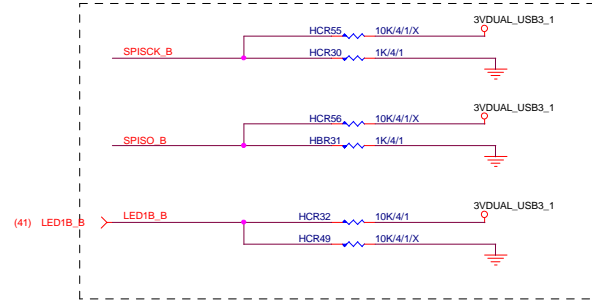 3VDUAL_USB3_1
HCR55 10K/4/1/X
SPISCK_B HCR30 1K/4/1
3VDUAL_USB3_1
HCR56 10K/4/1/X
SPISO_B HBR31 1K/4/1
3VDUAL_USB3_1
(41) LED1B_B LED1B_B HCR32 10K/4/1
HCR49 10K/4/1/X